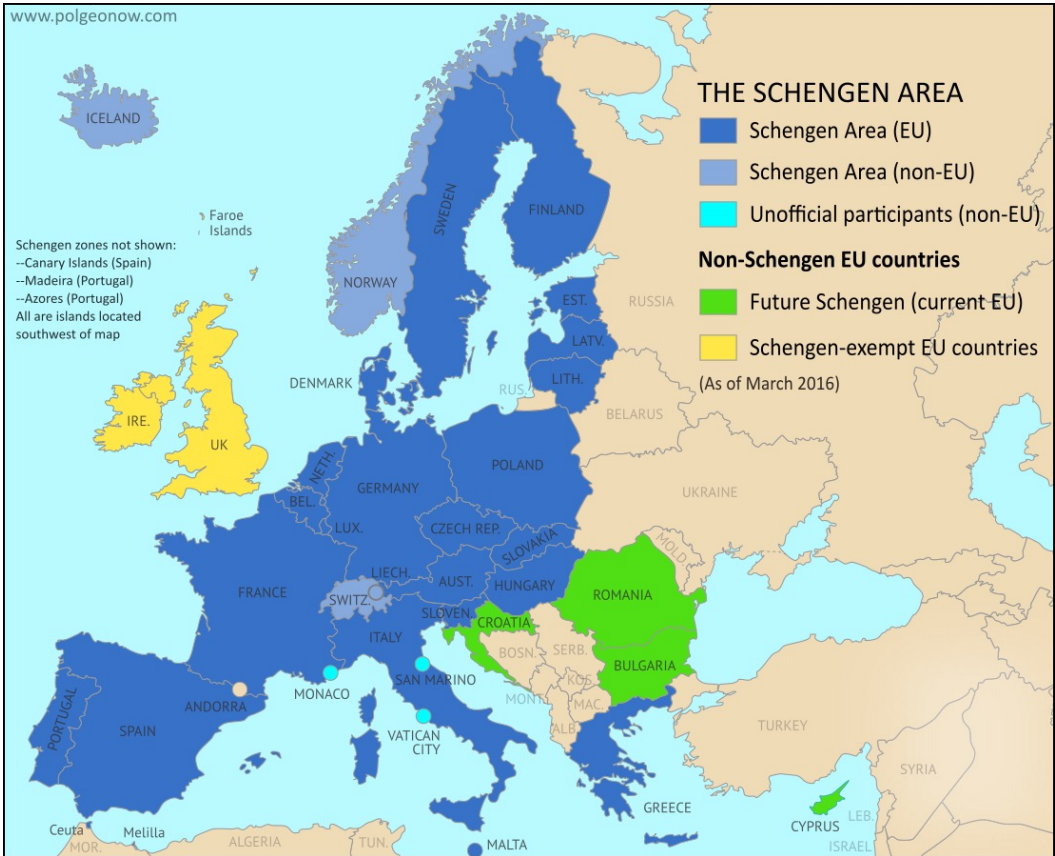 www.polgeonow.com
THE SCHENGEN AREA
Schengen Area (EU)
Schengen Area (non-EU)
Unofficial participants (non-EU)
Non-Schengen EU countries
Future Schengen (current EU)
Schengen-exempt EU countries
(As of March 2016)
ICELAND
Faroe
Islands
Schengen zones not shown:
--Canary Islands (Spain)
--Madeira (Portugal)
--Azores (Portugal)
All are islands located
southwest of map
SWEDEN
FINLAND
NORWAY
RUSSIA
EST.
LATV.
LITH.
RUS.
DENMARK
BELARUS
IRE.
UK
NETH.
BEL.
LUX.
GERMANY
POLAND
UKRAINE
CZECH REP.
SLOVAKIA
MOLD.
FRANCE
LIECH.
SWITZ.
AUST.
HUNGARY
ROMANIA
SLOVEN.
CROATIA
ITALY
BOSN.
SERB.
BULGARIA
MONACO
SAN MARINO
KOS.
MONT.
MAC.
ALB.
ANDORRA
PORTUGAL
SPAIN
VATICAN
CITY
TURKEY
SYRIA
GREECE
CYPRUS
LEB.
ISRAEL
Ceuta
Melilla
MOR.
ALGERIA
TUN.
MALTA